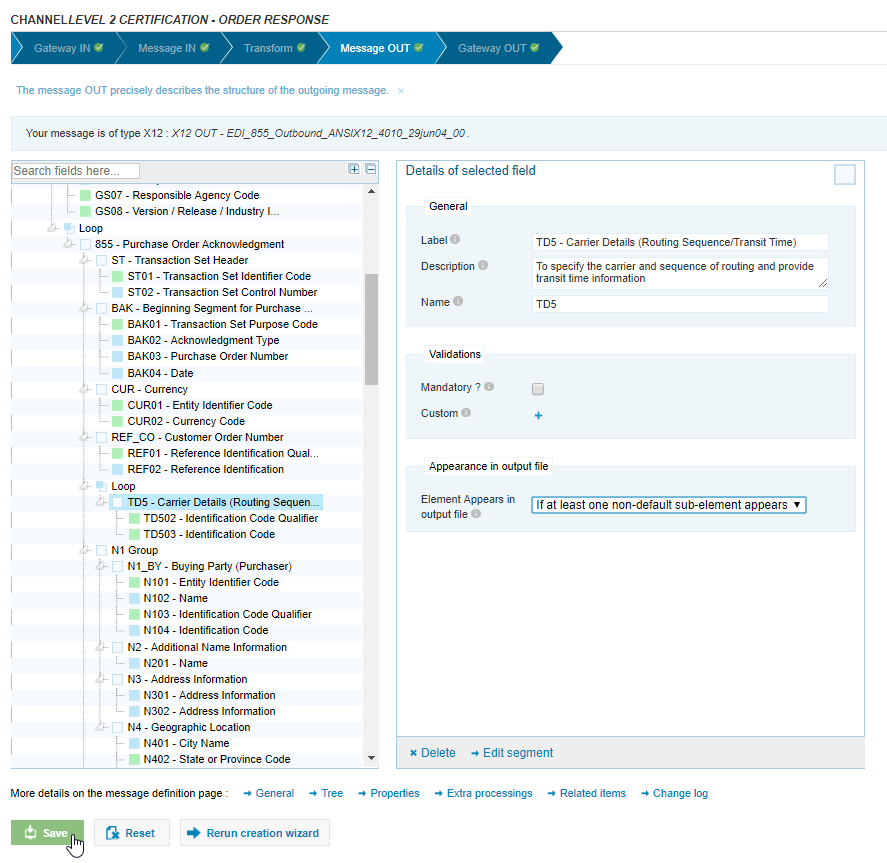 CHANNELLEVEL 2 CERTIFICATION - ORDER RESPONSE
Gateway IN
Message IN
Transform
Message OUT
Gateway OUT
The message OUT precisely describes the structure of the outgoing message. ×
Your message is of type X12 : X12 OUT - EDI_855_Outbound_ANSIX12_4010_29jun04_00 .
Search fields here...
GS07 - Responsible Agency Code
GS08 - Version / Release / Industry I...
Loop
855 - Purchase Order Acknowledgment
ST - Transaction Set Header
ST01 - Transaction Set Identifier Code
ST02 - Transaction Set Control Number
BAK - Beginning Segment for Purchase ...
BAK01 - Transaction Set Purpose Code
BAK02 - Acknowledgment Type
BAK03 - Purchase Order Number
BAK04 - Date
CUR - Currency
CUR01 - Entity Identifier Code
CUR02 - Currency Code
REF_CO - Customer Order Number
REF01 - Reference Identification Qual...
REF02 - Reference Identification
Loop
TD5 - Carrier Details (Routing Sequen...
TD502 - Identification Code Qualifier
TD503 - Identification Code
N1 Group
N1_BY - Buying Party (Purchaser)
N101 - Entity Identifier Code
N102 - Name
N103 - Identification Code Qualifier
N104 - Identification Code
N2 - Additional Name Information
N201 - Name
N3 - Address Information
N301 - Address Information
N302 - Address Information
N4 - Geographic Location
N401 - City Name
N402 - State or Province Code
Details of selected field
General
Label
TD5 - Carrier Details (Routing Sequence/Transit Time)
Description
To specify the carrier and sequence of routing and provide
transit time information
Name
TD5
Validations
Mandatory ?
Custom
Appearance in output file
Element Appears in
output file
If at least one non-default sub-element appears
Delete
Edit segment
More details on the message definition page :
General
Tree
Properties
Extra processings
Related items
Change log
Save
Reset
Rerun creation wizard